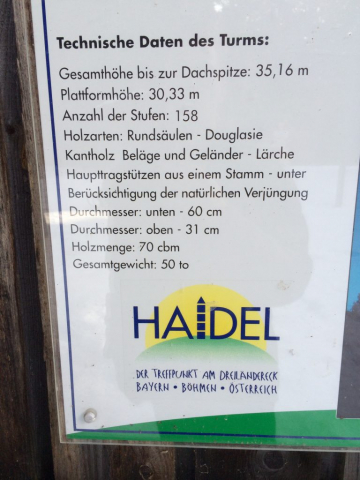 Technische Daten des Turms:
Gesamthöhe bis zur Dachspitze: 35,16 m
Plattformhöhe: 30,33 m
Anzahl der Stufen: 158
Holzarten: Rundsäulen - Douglasie
Kantholz Beläge und Geländer - Lärche
Haupttragstützen aus einem Stamm - unter
Berücksichtigung der natürlichen Verjüngung
Durchmesser: unten - 60 cm
Durchmesser: oben - 31 cm
Holzmenge: 70 cbm
Gesamtgewicht: 50 to
HAIDEL
DER TREFFPUNKT AM DREILÄNDERECK
BAYERN • BÖHMEN • ÖSTERREICH